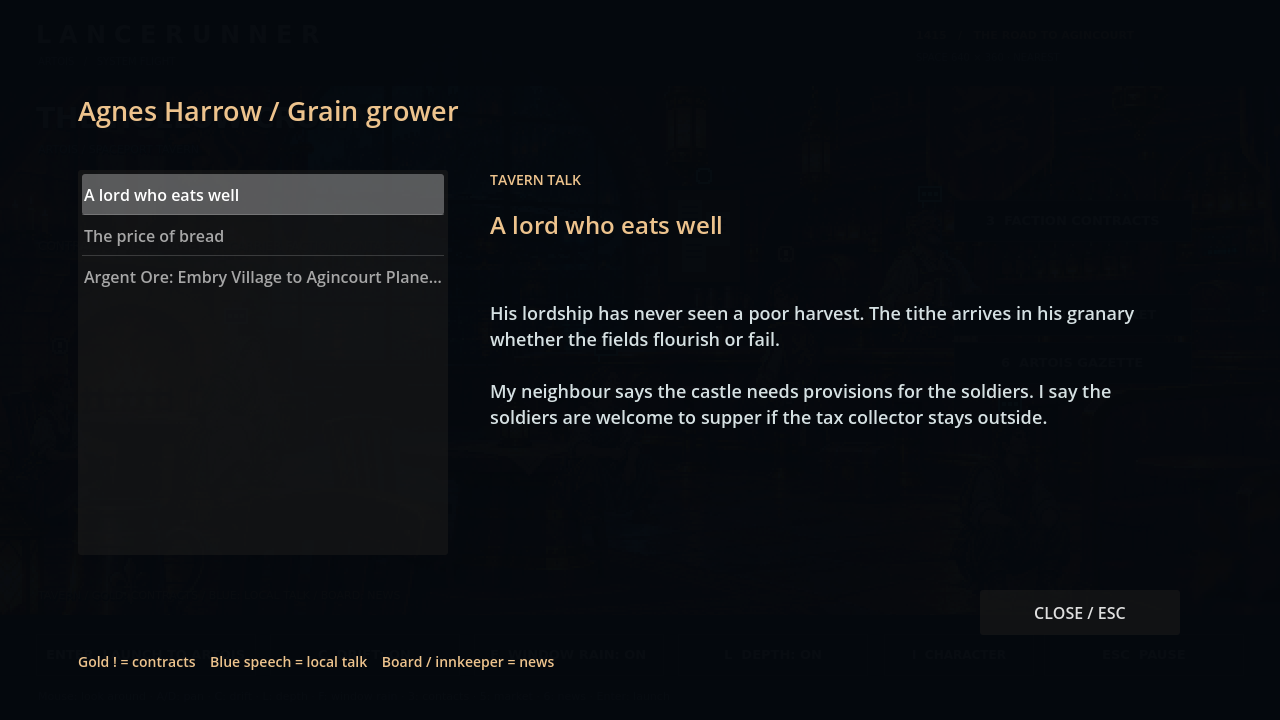 LANCERUNNER
Agnes Harrow / Grain grower
A lord who eats well
The price of bread
Argent Ore: Embry Village to Agincourt Plane...
TAVERN TALK
A lord who eats well
His lordship has never seen a poor harvest. The tithe arrives in his granary
whether the fields flourish or fail.
My neighbour says the castle needs provisions for the soldiers. I say the
soldiers are welcome to supper if the tax collector stays outside.
CLOSE / ESC
Gold ! = contracts Blue speech = local talk Board / innkeeper = news